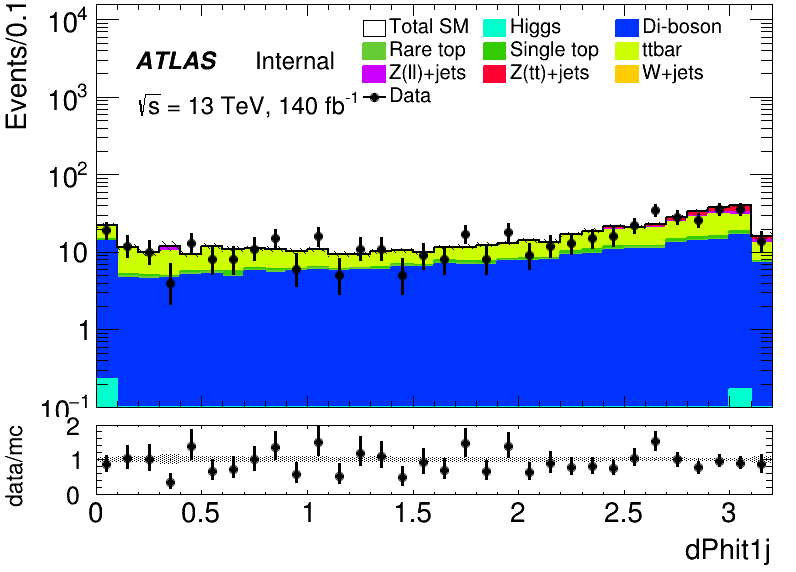 Events/0.1
10⁴
10³
10²
10
1
10⁻¹
ATLAS Internal
√s = 13 TeV, 140 fb⁻¹
Total SM Higgs Di-boson
Rare top Single top ttbar
Z(ll)+jets Z(tt)+jets W+jets
Data
data/mc
2
1
0
0 0.5 1 1.5 2 2.5 3
dPhit1j